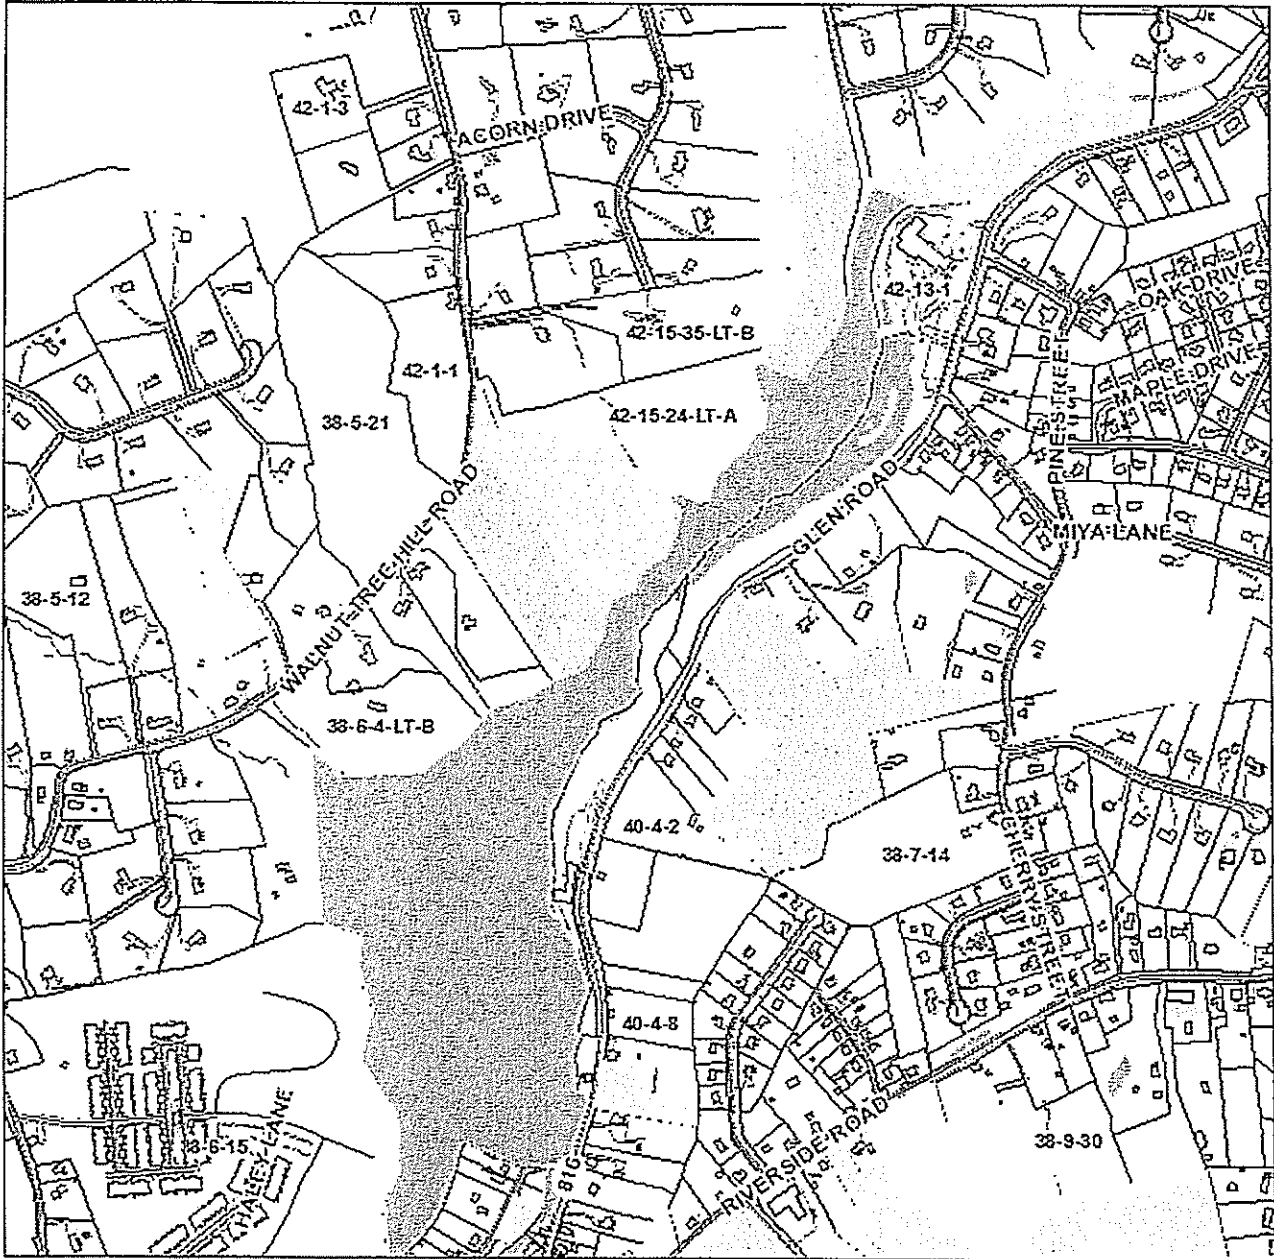 42-1-3
ACORN DRIVE
42-13-1
OAK DRIVE
42-15-35-LT-B
MAPLE DRIVE
42-1-1
PINE STREET
38-5-21
42-15-24-LT-A
WALNUT TREE HILL ROAD
GLEN ROAD
MIYA LANE
38-5-12
38-6-4-LT-B
40-4-2
38-7-14
CHERRY STREET
40-4-8
HALEY LANE
RIVERSIDE ROAD
38-9-30
816